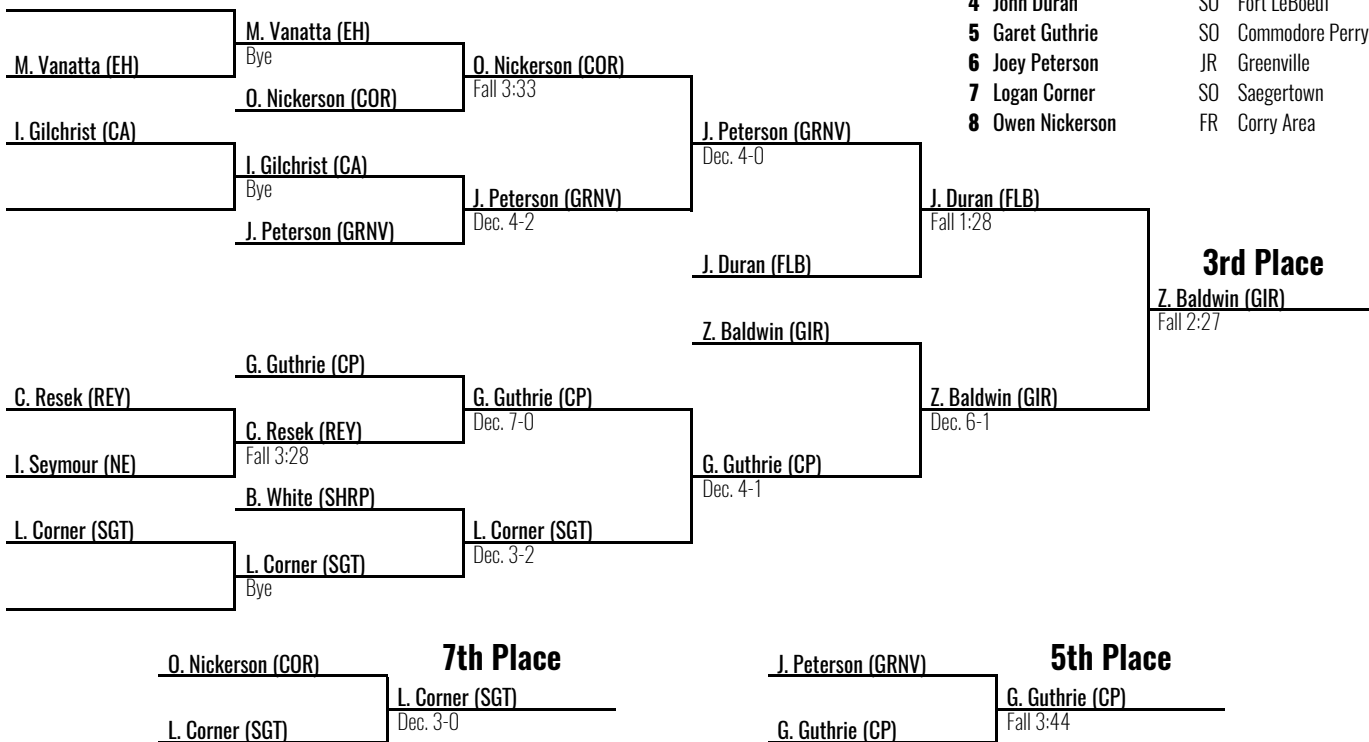 4 John Duran SO Fort LeBoeuf
5 Garet Guthrie SO Commodore Perry
6 Joey Peterson JR Greenville
7 Logan Corner SO Saegertown
8 Owen Nickerson FR Corry Area
M. Vanatta (EH)
M. Vanatta (EH)
Bye
O. Nickerson (COR)
O. Nickerson (COR)
Fall 3:33
I. Gilchrist (CA)
I. Gilchrist (CA)
Bye
J. Peterson (GRNV)
J. Peterson (GRNV)
Dec. 4-2
J. Peterson (GRNV)
Dec. 4-0
J. Duran (FLB)
J. Duran (FLB)
Fall 1:28
3rd Place
Z. Baldwin (GIR)
Fall 2:27
Z. Baldwin (GIR)
Z. Baldwin (GIR)
Dec. 6-1
G. Guthrie (CP)
C. Resek (REY)
I. Seymour (NE)
C. Resek (REY)
Fall 3:28
G. Guthrie (CP)
Dec. 7-0
G. Guthrie (CP)
Dec. 4-1
B. White (SHRP)
L. Corner (SGT)
L. Corner (SGT)
Bye
L. Corner (SGT)
Dec. 3-2
7th Place
O. Nickerson (COR)
L. Corner (SGT)
L. Corner (SGT)
Dec. 3-0
5th Place
J. Peterson (GRNV)
G. Guthrie (CP)
G. Guthrie (CP)
Fall 3:44